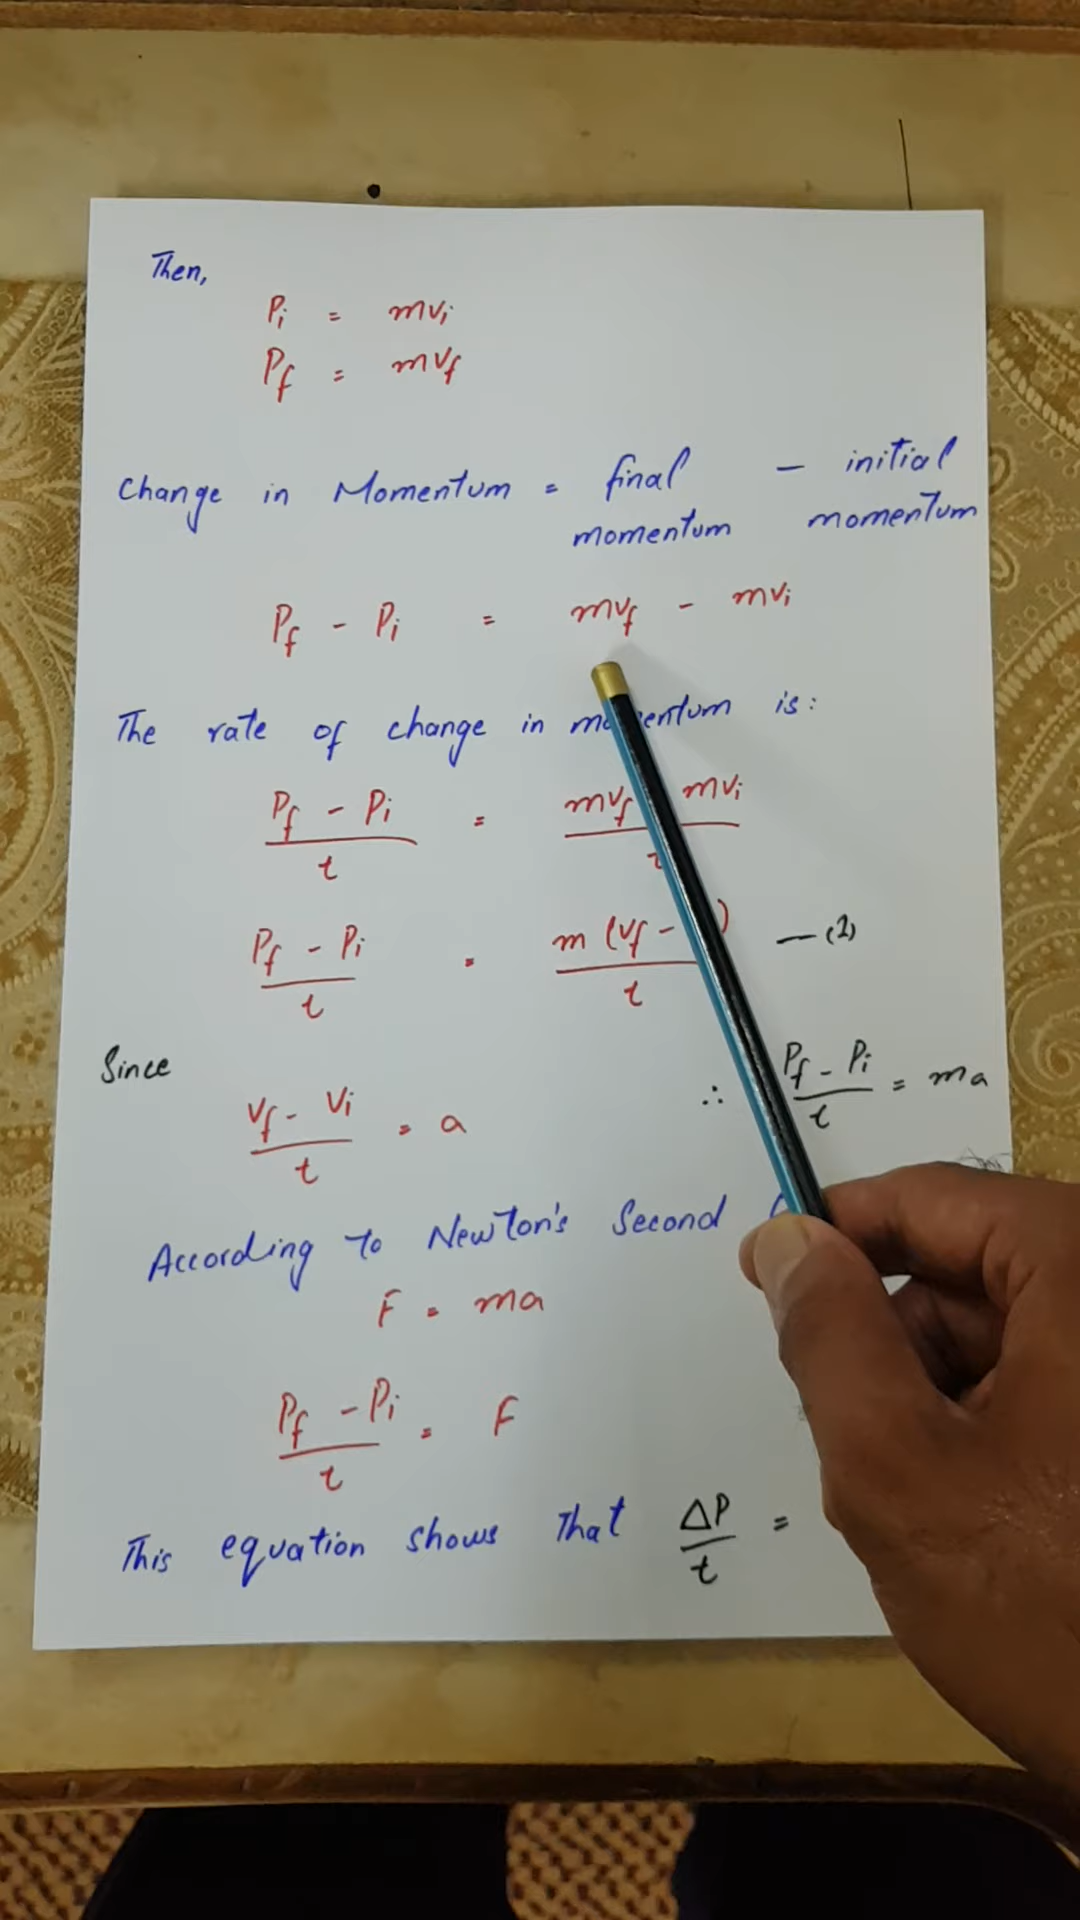 Then,
Pi = mvi
Pf = mvf
Change in Momentum = final momentum - initial momentum
Pf - Pi = mvf - mvi
The rate of change in is:
Pf - Pi / t = mvf mvi / t
Pf - Pi / t = m (vf - ) / t — (2)
Since
Vf - Vi / t = a ∴ Pf - Pi / t = ma
According to Newton's Second
F = ma
Pf - Pi / t = F
This equation shows that ΔP / t =